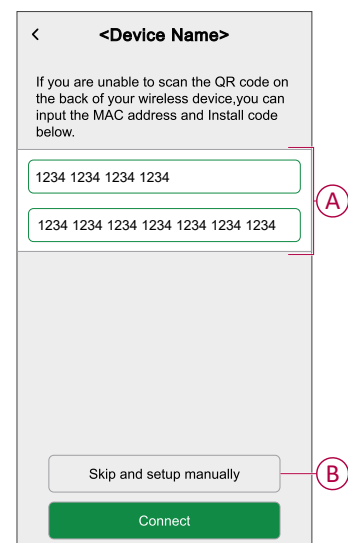 <Device Name>
If you are unable to scan the QR code on
the back of your wireless device,you can
input the MAC address and Install code
below.
1234 1234 1234 1234
A
1234 1234 1234 1234 1234 1234 1234
Skip and setup manually
B
Connect